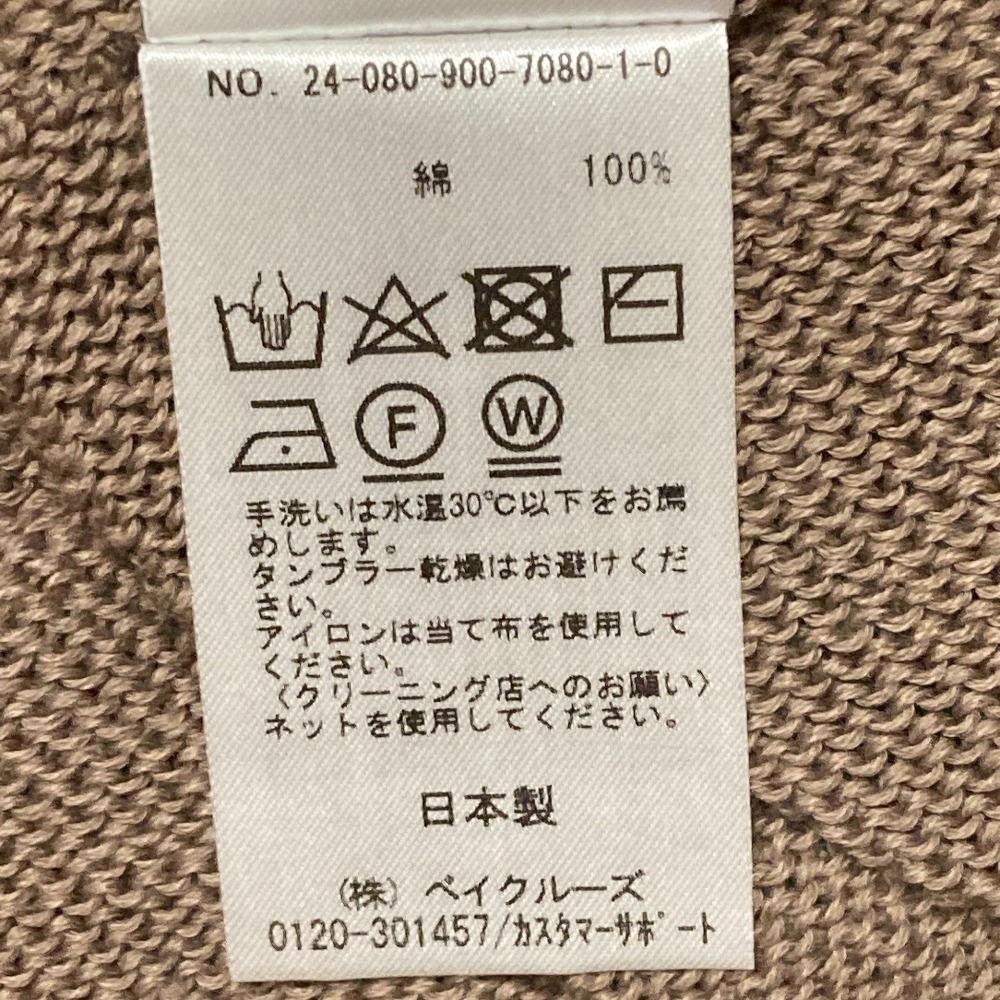 NO. 24-080-900-7080-1-0
綿 100%
F W
手洗いは水温30℃以下をお薦
めします。
タンブラー乾燥はお避けくだ
さい。
アイロンは当て布を使用して
ください。
〈クリーニング店へのお願い〉
ネットを使用してください。
日本製
(株) ベイクルーズ
0120-301457/ｶｽﾀﾏｰｻﾎﾟｰﾄ